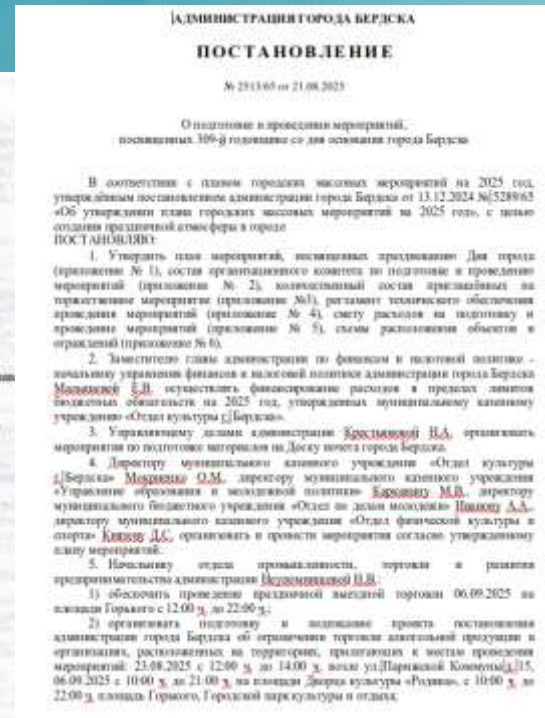 АДМИНИСТРАЦИЯ ГОРОДА БЕРДСКА
ПОСТАНОВЛЕНИЕ
№ 2513/65 от 21.08.2025
О подготовке и проведении мероприятий,
посвященных 309-й годовщине со дня основания города Бердска
В соответствии с планом городских массовых мероприятий на 2025 год,
утверждённым постановлением администрации города Бердска от 13.12.2024 № 5289/65
«Об утверждении плана городских массовых мероприятий на 2025 год», с целью
создания праздничной атмосферы в городе
ПОСТАНОВЛЯЮ:
1. Утвердить план мероприятий, посвященных празднованию Дня города
(приложение № 1), состав организационного комитета по подготовке и проведению
мероприятий (приложение № 2), количественный состав приглашённых на
торжественное мероприятие (приложение №3), регламент технического обеспечения
проведения мероприятий (приложение № 4), смету расходов на подготовку и
проведение мероприятий (приложение № 5), схемы расположения объектов и
ограждений (приложение № 6).
2. Заместителю главы администрации по финансам и налоговой политике -
начальнику управления финансов и налоговой политики администрации города Бердска
Е.В. осуществлять финансирование расходов в пределах лимитов
бюджетных обязательств на 2025 год, утвержденных муниципальному казенному
учреждению «Отдел культуры г. Бердска».
3. Управляющему делами администрации Крестьяновой Н.А. организовать
мероприятия по подготовке материалов на Доску почета города Бердска.
4. Директору муниципального казенного учреждения «Отдел культуры
г. Бердска» Мокриенко О.М., директору муниципального казенного учреждения
«Управление образования и молодежной политики» М.В., директору
муниципального бюджетного учреждения «Отдел по делам молодежи» Иванову А.А.,
директору муниципального казенного учреждения «Отдел физической культуры и
спорта» Князеву Д.С. организовать и провести мероприятия согласно утвержденному
плану мероприятий.
5. Начальнику отдела промышленности, торговли и развития
предпринимательства администрации Н.В.:
1) обеспечить проведение праздничной выездной торговли 06.09.2025 на
площади Горького с 12:00 ч. до 22:00 ч.;
2) организовать подготовку и подписание проекта постановления
администрации города Бердска об ограничении торговли алкогольной продукции в
организациях, расположенных на территориях, прилегающих к местам проведения
мероприятий: 23.08.2025 с 12:00 ч. до 14:00 ч. возле ул. Парижской Коммуны д. 15,
06.09.2025 с 10:00 ч. до 21:00 ч. на площади Дворца культуры «Родина», с 10:00 ч. до
22:00 ч. площадь Горького, Городской парк культуры и отдыха;